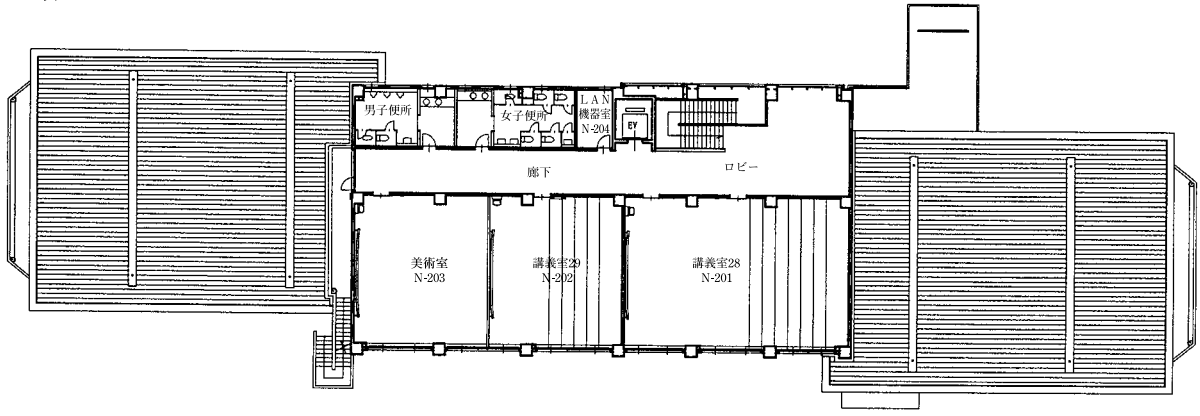 男子便所
女子便所
LAN
機器室
N-204
EV
廊下
ロビー
美術室
N-203
講義室29
N-202
講義室28
N-201